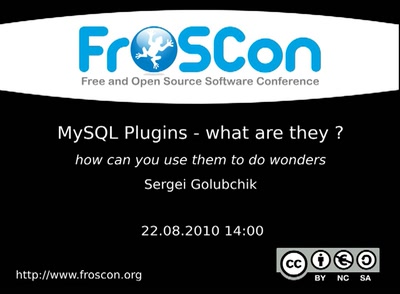 FrOSCon
Free and Open Source Software Conference
MySQL Plugins - what are they ?
how can you use them to do wonders
Sergei Golubchik
22.08.2010 14:00
http://www.froscon.org
cc BY NC SA